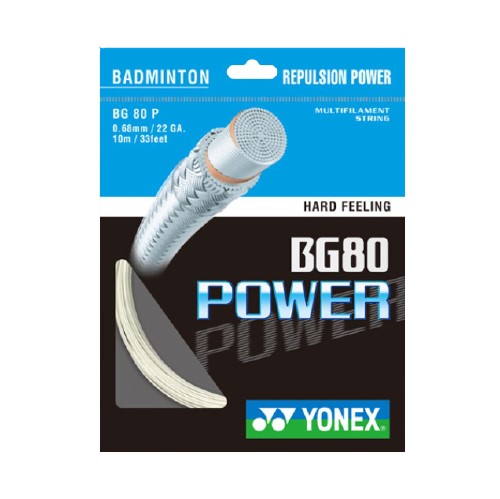 BADMINTON
REPULSION POWER
BG 80 P
0.68mm / 22 GA.
10m / 33feet
MULTIFILAMENT
STRING
HARD FEELING
BG80
POWER
POWER
YONEX